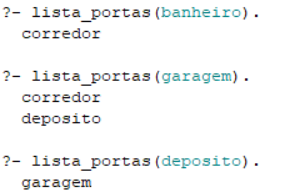 ?- lista_portas(banheiro).
corredor
?- lista_portas(garagem).
corredor
deposito
?- lista_portas(deposito).
garagem